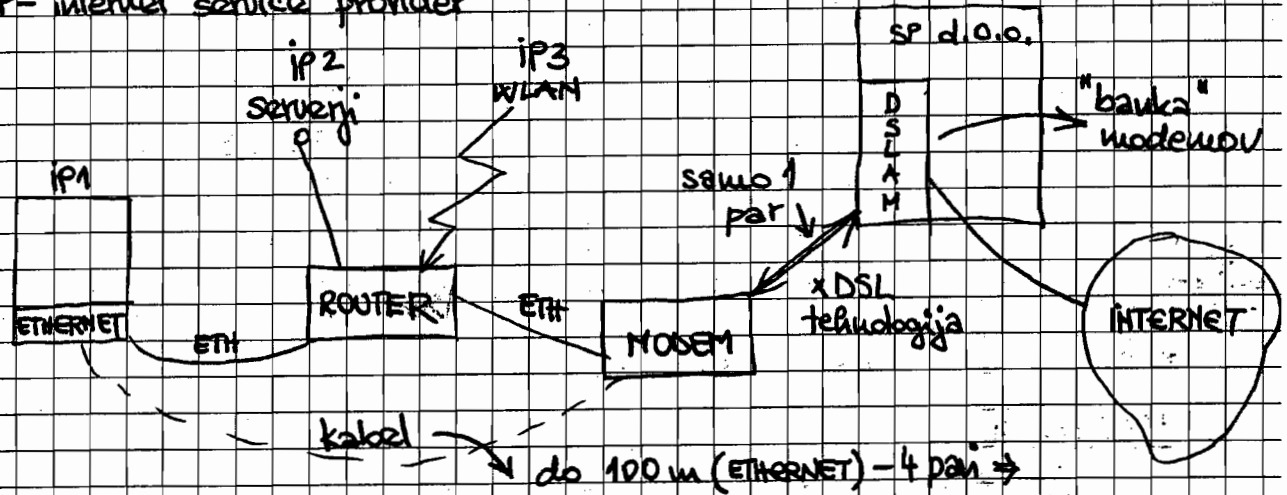 - internet service provider
SP d.o.o.
iP2
serverji
iP3
WLAN
DSLAM
"banka"
modemov
iP1
samo 1
par
ETHERNET
ETH
ROUTER
ETH
MODEM
xDSL
tehnologija
INTERNET
kabel
do 100 m (ETHERNET) - 4 pari ⇒